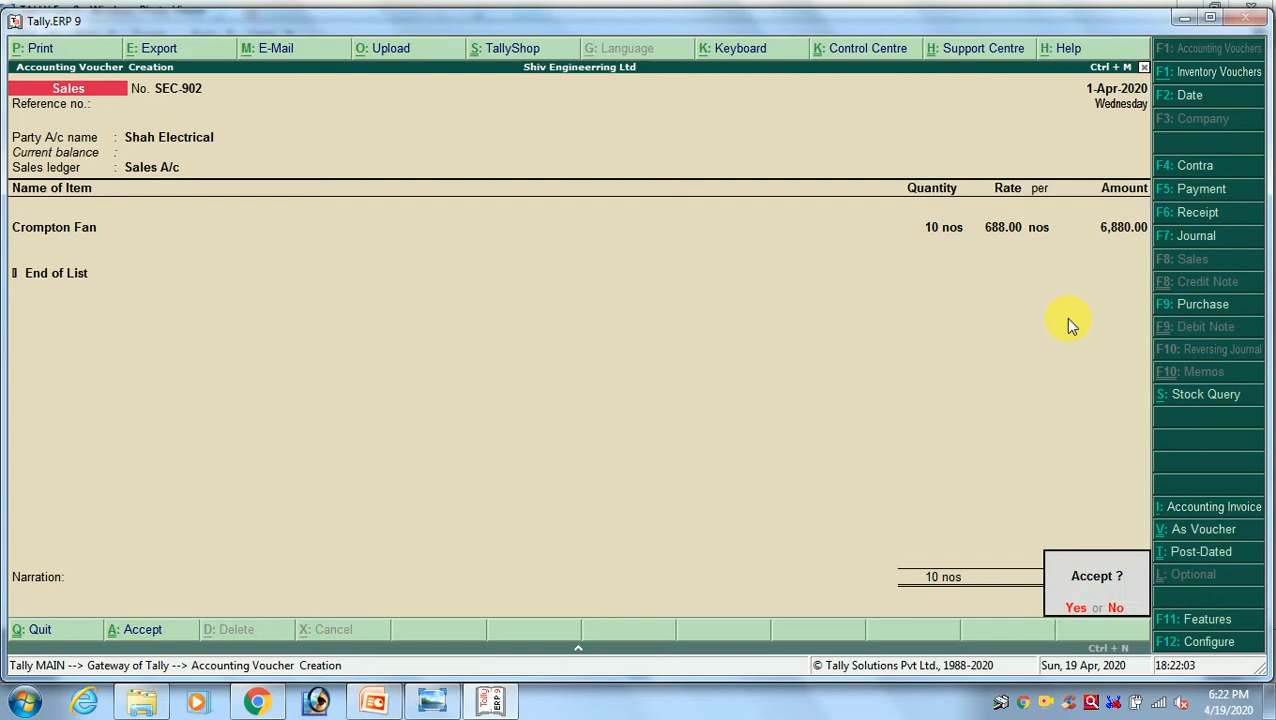 Tally.ERP 9
P: Print
E: Export
M: E-Mail
O: Upload
S: TallyShop
G: Language
K: Keyboard
K: Control Centre
H: Support Centre
H: Help
Accounting Voucher Creation
Shiv Engineerring Ltd
Ctrl + M
Sales No. SEC-902
1-Apr-2020
Reference no.:
Wednesday
Party A/c name : Shah Electrical
Current balance :
Sales ledger : Sales A/c
Name of Item Quantity Rate per Amount
Crompton Fan 10 nos 688.00 nos 6,880.00
End of List
Narration: 10 nos
Accept ?
Yes or No
Q: Quit
A: Accept
D: Delete
X: Cancel
Ctrl + N
F1: Accounting Vouchers
F1: Inventory Vouchers
F2: Date
F3: Company
F4: Contra
F5: Payment
F6: Receipt
F7: Journal
F8: Sales
F8: Credit Note
F9: Purchase
F9: Debit Note
F10: Reversing Journal
F10: Memos
S: Stock Query
I: Accounting Invoice
V: As Voucher
T: Post-Dated
L: Optional
F11: Features
F12: Configure
Tally MAIN --> Gateway of Tally --> Accounting Voucher Creation
© Tally Solutions Pvt Ltd., 1988-2020
Sun, 19 Apr, 2020
18:22:03
Tally
ERP 9
6:22 PM
4/19/2020